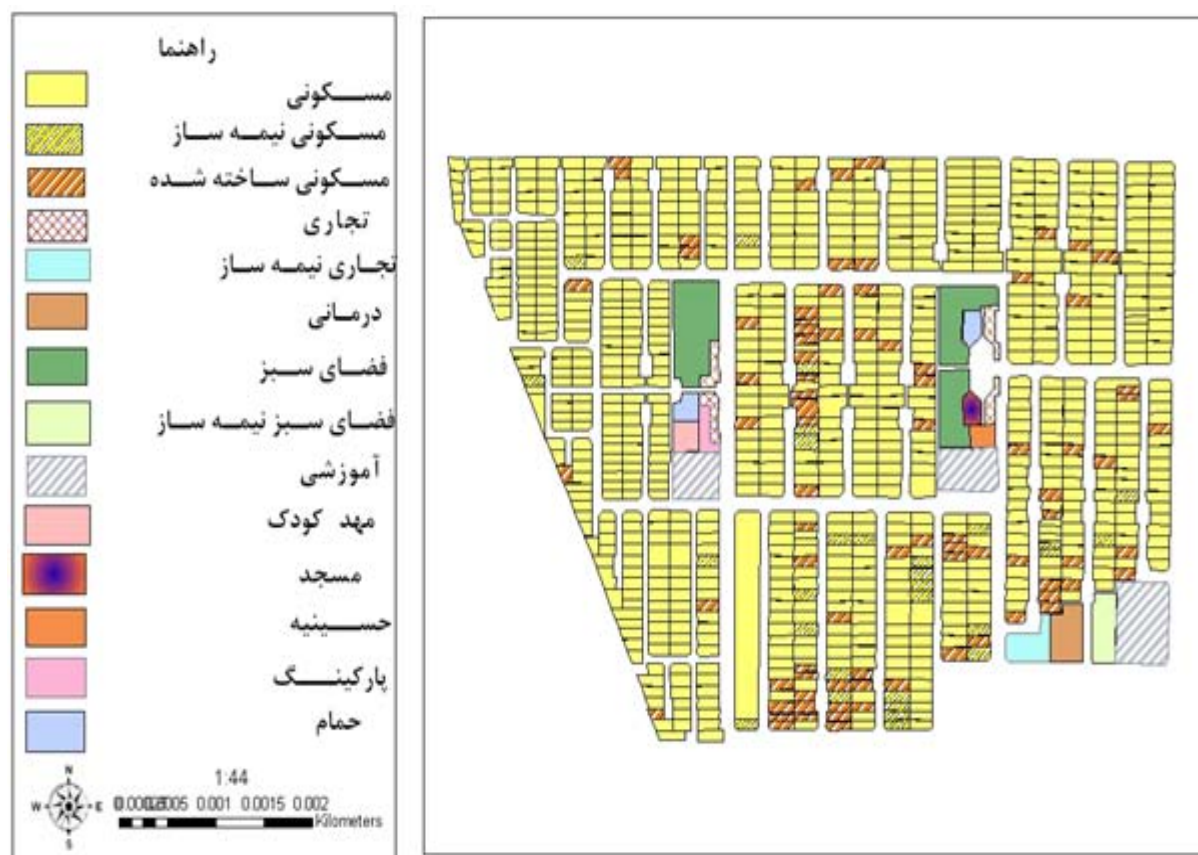 راهنما
مسکونی
مسکونی نیمه ساز
مسکونی ساخته شده
تجاری
تجاری نیمه ساز
درمانی
فضای سبز
فضای سبز نیمه ساز
آموزشی
مهد کودک
مسجد
حسینیه
پارکینگ
حمام
N
W
E
S
1:44
0.001 0.0015 0.002
Kilometers